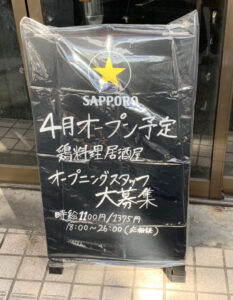 SAPPORO
4月オープン予定
鶏料理居酒屋
オープニングスタッフ
大募集
時給1100円/1375円
18:00~26:00